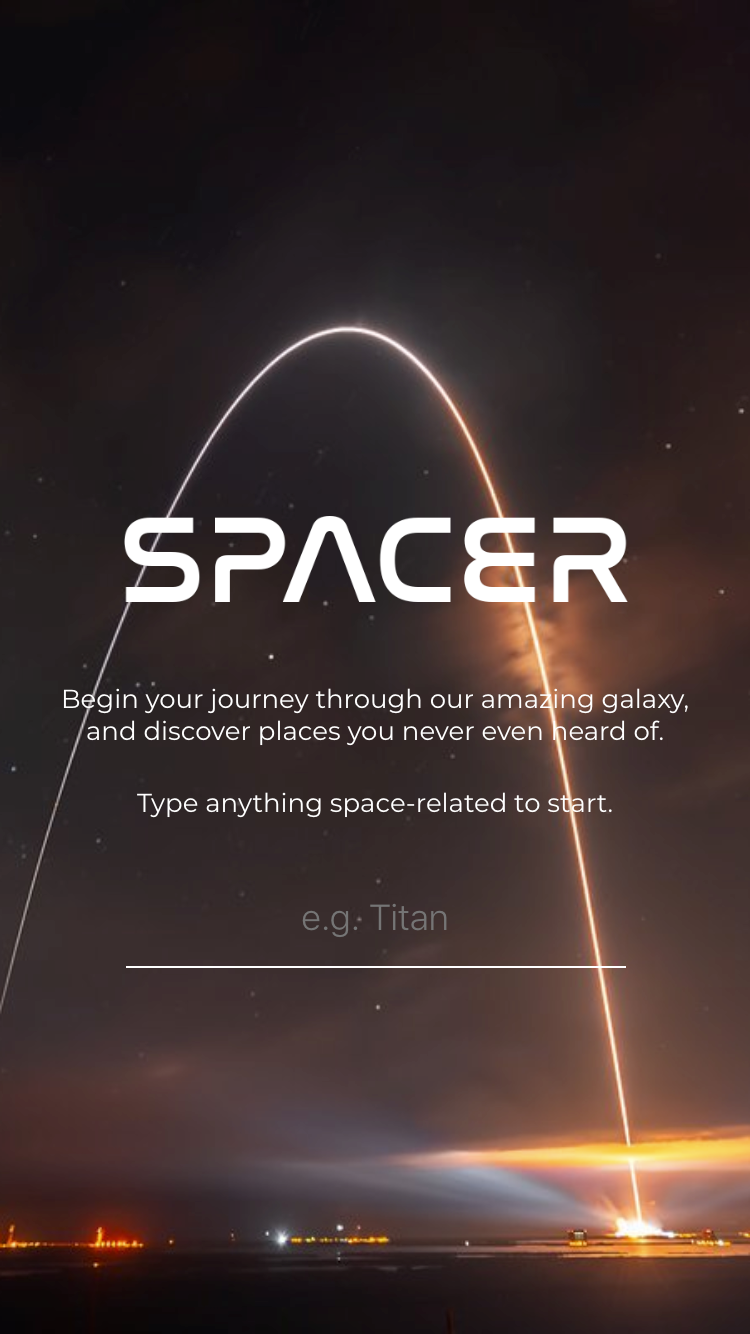 SPACER
Begin your journey through our amazing galaxy,
and discover places you never even heard of.
Type anything space-related to start.
e.g. Titan